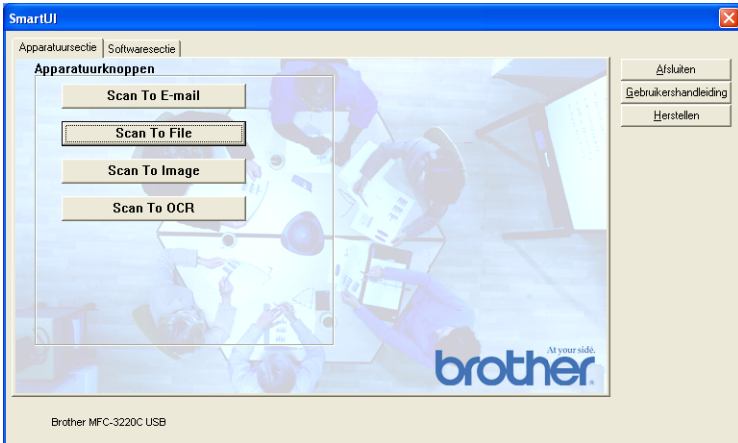 SmartUI
Apparatuursectie
Softwaresectie
Apparatuurknoppen
Scan To E-mail
Scan To File
Scan To Image
Scan To OCR
Afsluiten
Gebruikershandleiding
Herstellen
At your side.
brother
Brother MFC-3220C USB